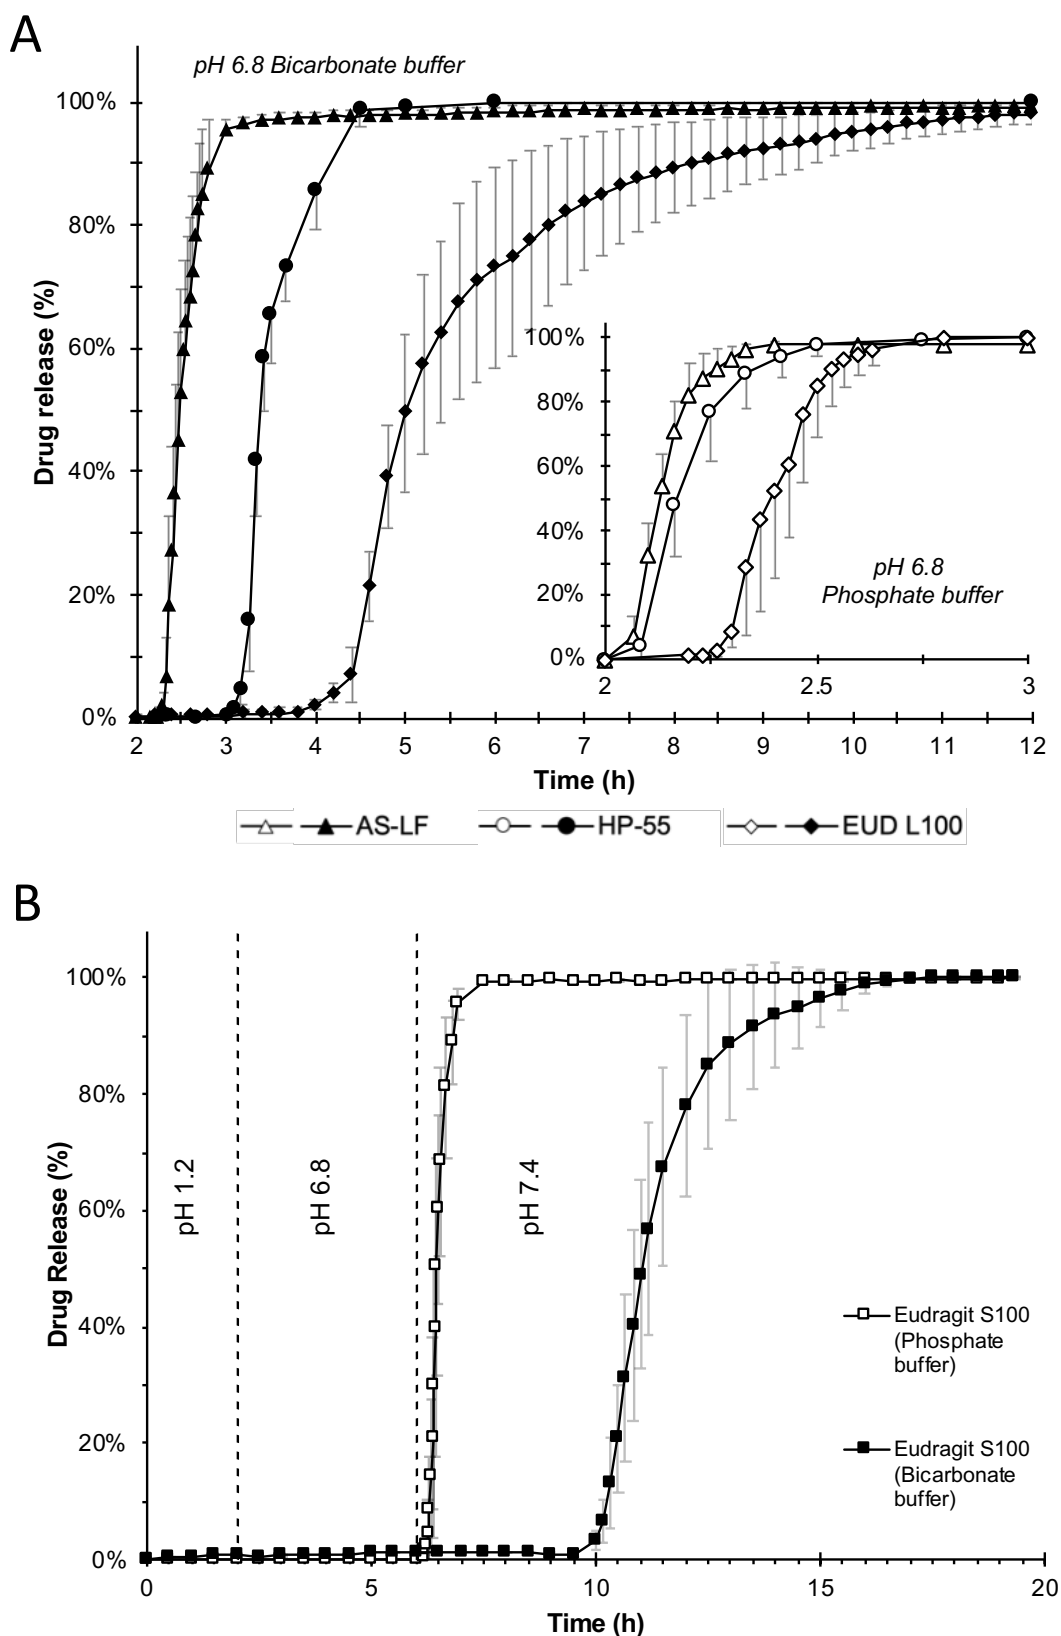 A
pH 6.8 Bicarbonate buffer
100%
80%
60%
40%
20%
0%
Drug release (%)
2 3 4 5 6 7 8 9 10 11 12
Time (h)
100%
80%
60%
40%
20%
0%
pH 6.8
Phosphate buffer
2 2.5 3
AS-LF HP-55 EUD L100
B
100%
80%
60%
40%
20%
0%
Drug Release (%)
pH 1.2
pH 6.8
pH 7.4
Eudragit S100
(Phosphate
buffer)
Eudragit S100
(Bicarbonate
buffer)
0 5 10 15 20
Time (h)